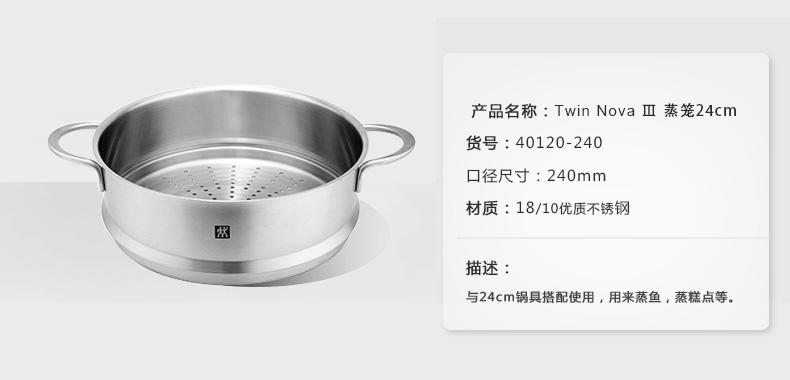 产品名称：Twin Nova Ⅲ 蒸笼24cm
货号：40120-240
口径尺寸：240mm
材质：18/10优质不锈钢
描述：
与24cm锅具搭配使用，用来蒸鱼，蒸糕点等。